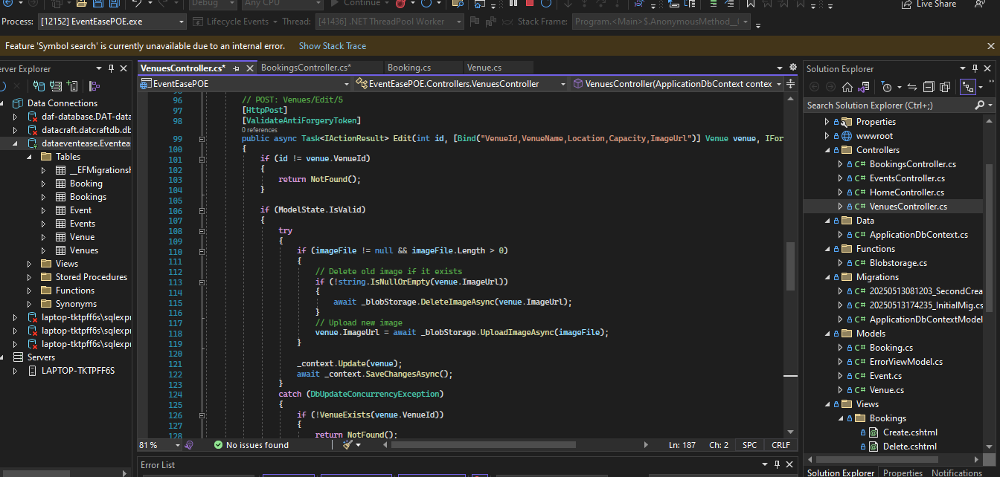 Debug Any CPU Continue Live Share
Process: [12152] EventEasePOE.exe Lifecycle Events Thread: [41436] .NET ThreadPool Worker Stack Frame: Program.<Main>$.AnonymousMethod__
Feature 'Symbol search' is currently unavailable due to an internal error. Show Stack Trace
erver Explorer
Data Connections
daf-database.DAT-data
datacraft.datcraftdb.db
dataeventease.Eventea
Tables
__EFMigrationsH
Booking
Bookings
Event
Events
Venue
Venues
Views
Stored Procedures
Functions
Synonyms
laptop-tktpff6s\sqlexpr
laptop-tktpff6s\sqlexpr
laptop-tktpff6s\sqlexpr
Servers
LAPTOP-TKTPFF6S
VenuesController.cs* BookingsController.cs* Booking.cs Venue.cs
EventEasePOE EventEasePOE.Controllers.VenuesController VenuesController(ApplicationDbContext contex
96 // POST: Venues/Edit/5
97 [HttpPost]
98 [ValidateAntiForgeryToken]
0 references
99 public async Task<IActionResult> Edit(int id, [Bind("VenueId,VenueName,Location,Capacity,ImageUrl")] Venue venue, IFor
100 {
101 if (id != venue.VenueId)
102 {
103 return NotFound();
104 }
105
106 if (ModelState.IsValid)
107 {
108 try
109 {
110 if (imageFile != null && imageFile.Length > 0)
111 {
112 // Delete old image if it exists
113 if (!string.IsNullOrEmpty(venue.ImageUrl))
114 {
115 await _blobStorage.DeleteImageAsync(venue.ImageUrl);
116 }
117 // Upload new image
118 venue.ImageUrl = await _blobStorage.UploadImageAsync(imageFile);
119 }
120
121 _context.Update(venue);
122 await _context.SaveChangesAsync();
123 }
124 catch (DbUpdateConcurrencyException)
125 {
126 if (!VenueExists(venue.VenueId))
127 {
128 return NotFound();
81 % No issues found Ln: 187 Ch: 2 SPC CRLF
Error List
Solution Explorer
Search Solution Explorer (Ctrl+;)
Properties
wwwroot
Controllers
C# BookingsController.cs
C# EventsController.cs
C# HomeController.cs
C# VenuesController.cs
Data
C# ApplicationDbContext.cs
Functions
C# Blobstorage.cs
Migrations
C# 20250513081203_SecondCrea
C# 20250513174235_InitialMig.cs
C# ApplicationDbContextModel
Models
C# Booking.cs
C# ErrorViewModel.cs
C# Event.cs
C# Venue.cs
Views
Bookings
Create.cshtml
Delete.cshtml
Solution Explorer Properties Notifications